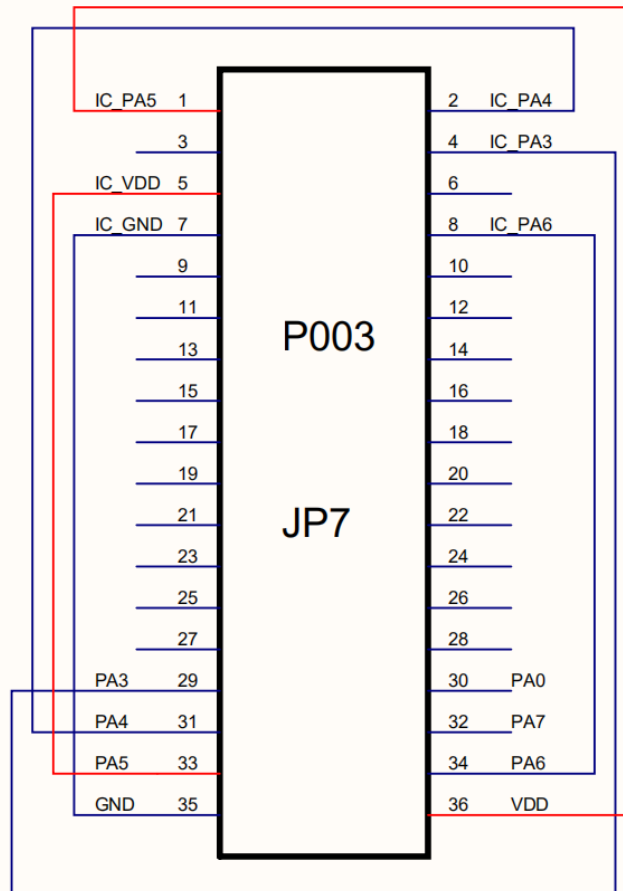 IC_PA5 1 2 IC_PA4
3 4 IC_PA3
IC_VDD 5 6
IC_GND 7 8 IC_PA6
9 10
11 12
P003
13 14
15 16
17 18
19 20
JP7
21 22
23 24
25 26
27 28
PA3 29 30 PA0
PA4 31 32 PA7
PA5 33 34 PA6
GND 35 36 VDD